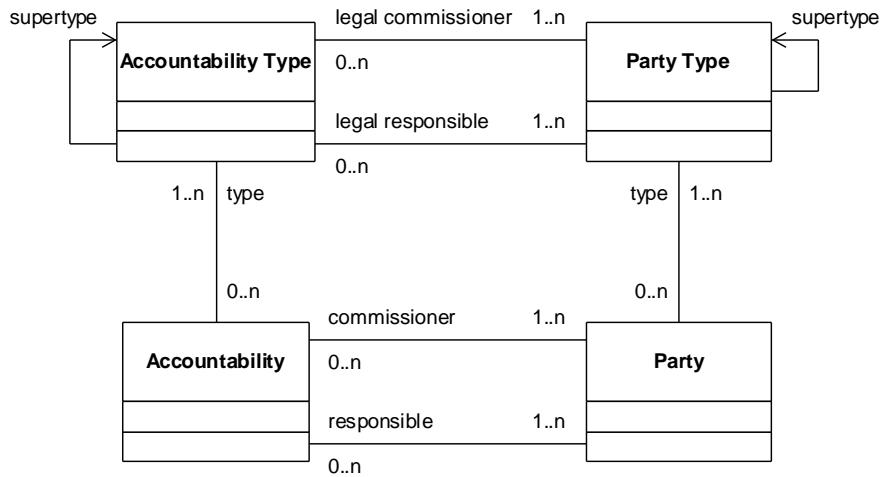 supertype
legal commissioner 1..n
supertype
Accountability Type
0..n
Party Type
legal responsible 1..n
0..n
1..n type
type 1..n
0..n
0..n
commissioner 1..n
Accountability
0..n
Party
responsible 1..n
0..n